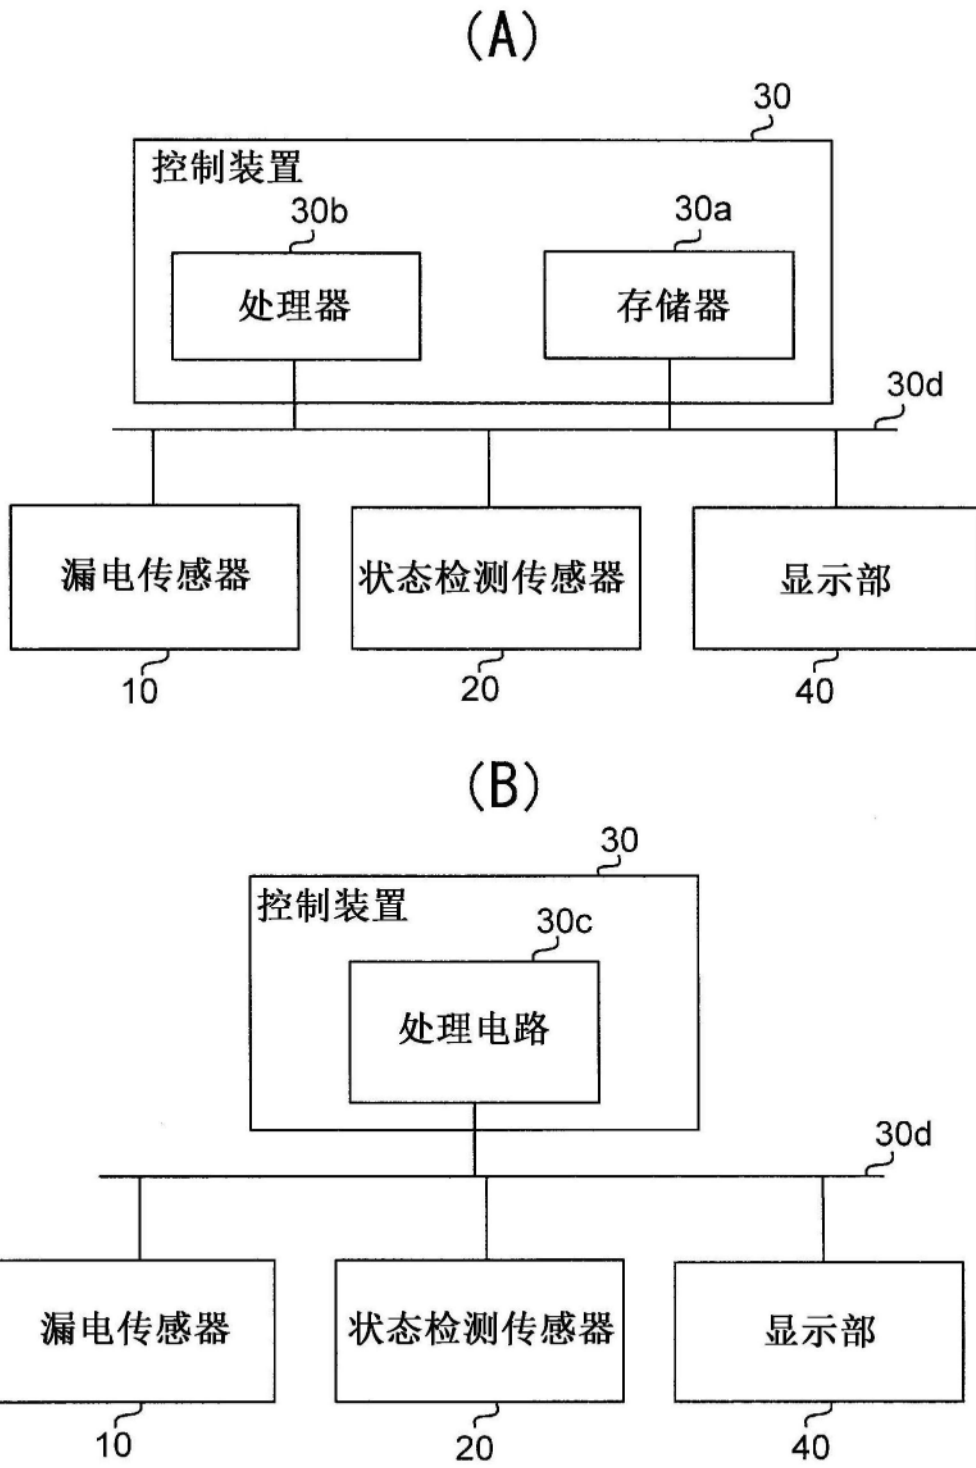 (A)
30
控制装置
30b
30a
处理器
存储器
30d
漏电传感器
状态检测传感器
显示部
10
20
40
(B)
30
控制装置
30c
处理电路
30d
漏电传感器
状态检测传感器
显示部
10
20
40